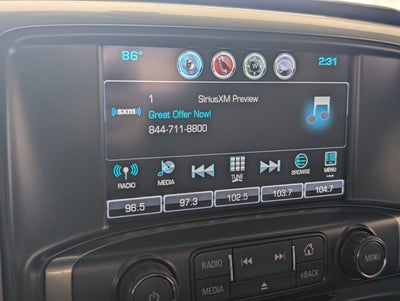 86° 2:31
1 SiriusXM Preview
((sxm)) Great Offer Now!
844-711-8800
RADIO MEDIA TUNE BROWSE MENU
96.5 97.3 102.5 103.7 104.7
RADIO MENU
MEDIA BACK